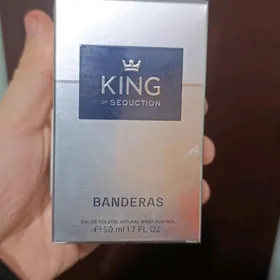 KING
OF SEDUCTION
BANDERAS
EAU DE TOILETTE NATURAL SPRAY FOR MEN
℮ 50 ml 1.7 FL OZ